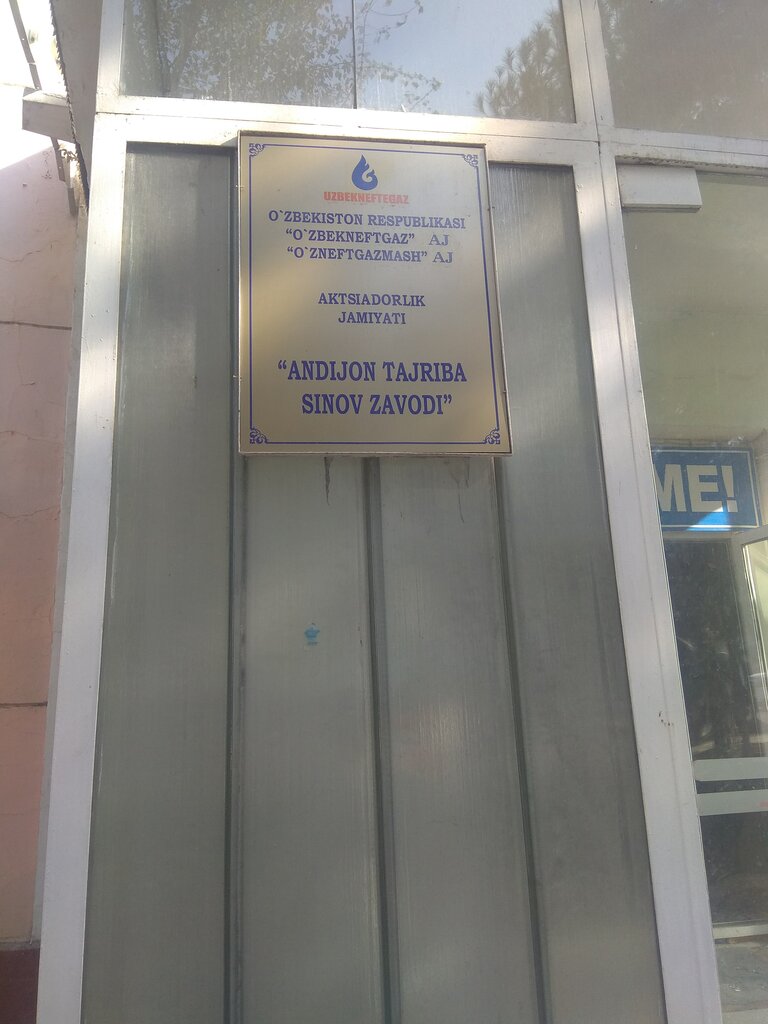 UZBEKNEFTEGAZ
O`ZBEKISTON RESPUBLIKASI
“O`ZBEKNEFTGAZ” AJ
“O`ZNEFTGAZMASH” AJ
AKTSIADORLIK
JAMIYATI
“ANDIJON TAJRIBA
SINOV ZAVODI”
ME!